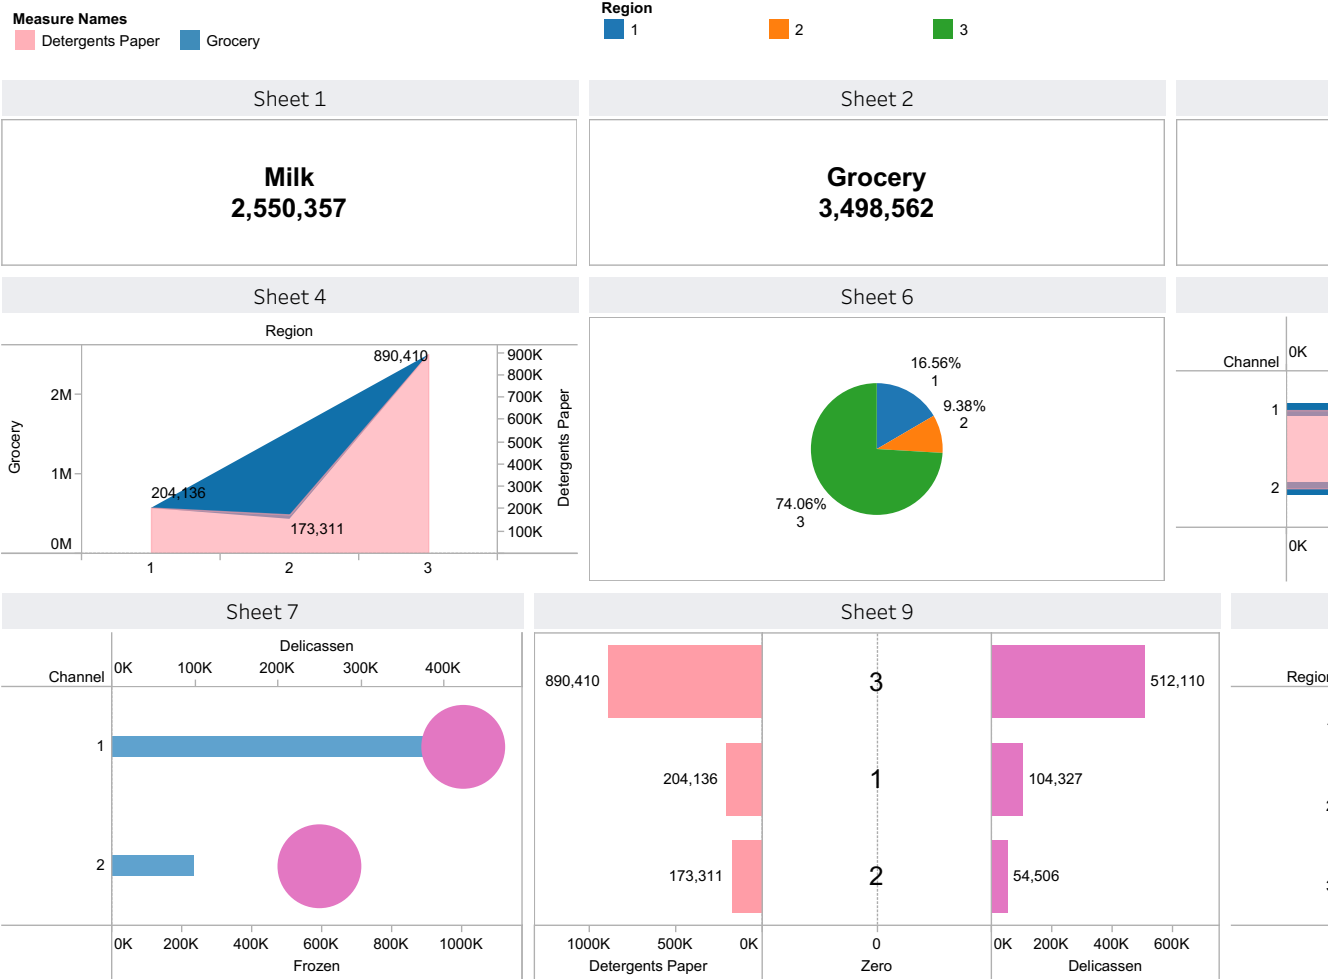 Measure Names
Detergents Paper
Grocery
Region
1
2
3
Sheet 1
Sheet 2
Milk
2,550,357
Grocery
3,498,562
Sheet 4
Sheet 6
Region
Grocery
2M
1M
0M
890,410
204,136
173,311
900K
800K
700K
600K
500K
400K
300K
200K
100K
Detergents Paper
1
2
3
16.56%
1
9.38%
2
74.06%
3
Channel
0K
1
2
0K
Sheet 7
Sheet 9
Delicassen
Channel
0K
100K
200K
300K
400K
1
2
0K
200K
400K
600K
800K
1000K
Frozen
890,410
3
512,110
204,136
1
104,327
173,311
2
54,506
1000K
500K
0K
0
0K
200K
400K
600K
Detergents Paper
Zero
Delicassen
Region